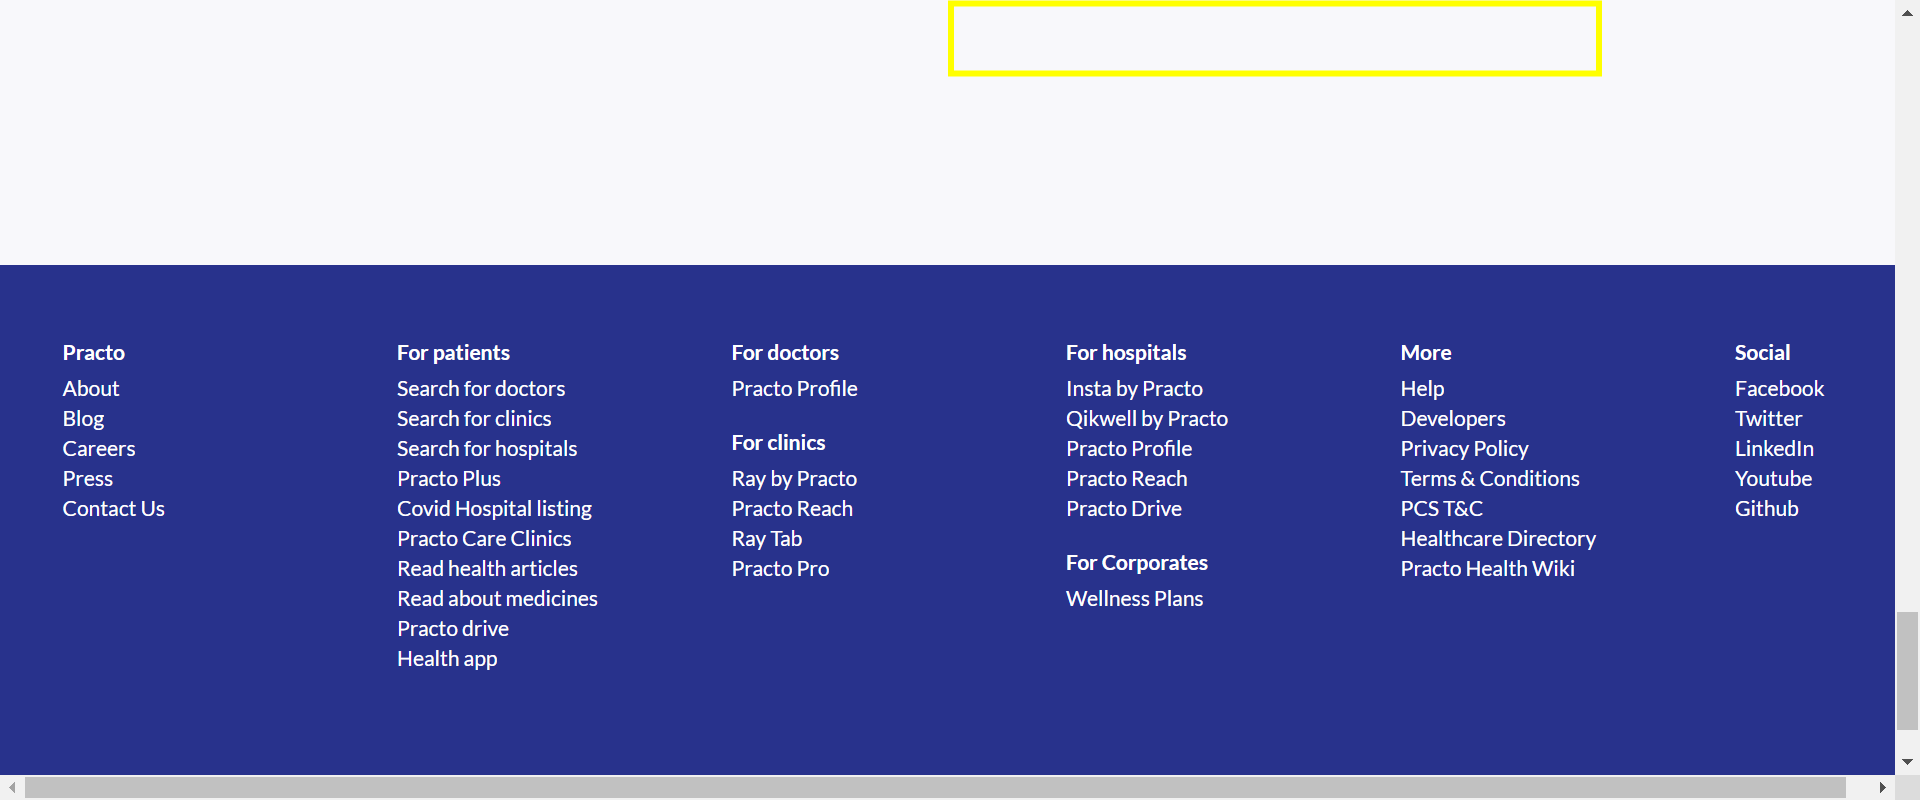 Practo
About
Blog
Careers
Press
Contact Us
For patients
Search for doctors
Search for clinics
Search for hospitals
Practo Plus
Covid Hospital listing
Practo Care Clinics
Read health articles
Read about medicines
Practo drive
Health app
For doctors
Practo Profile
For clinics
Ray by Practo
Practo Reach
Ray Tab
Practo Pro
For hospitals
Insta by Practo
Qikwell by Practo
Practo Profile
Practo Reach
Practo Drive
For Corporates
Wellness Plans
More
Help
Developers
Privacy Policy
Terms & Conditions
PCS T&C
Healthcare Directory
Practo Health Wiki
Social
Facebook
Twitter
LinkedIn
Youtube
Github